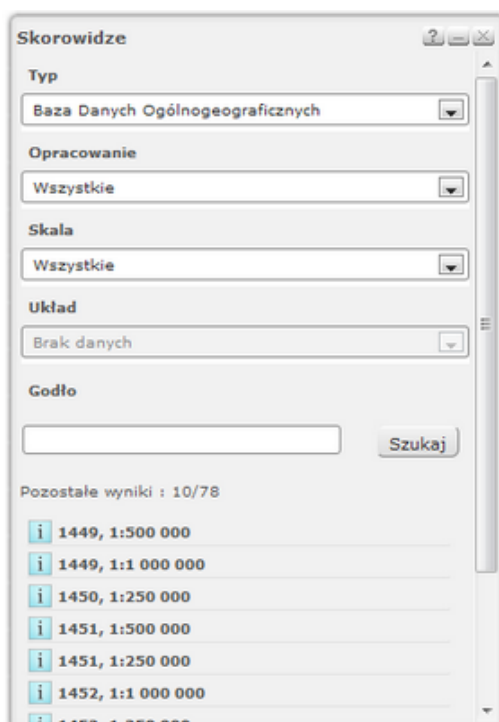 Skorowidze
Typ
Baza Danych Ogólnogeograficznych
Opracowanie
Wszystkie
Skala
Wszystkie
Układ
Brak danych
Godło
Szukaj
Pozostałe wyniki : 10/78
i 1449, 1:500 000
i 1449, 1:1 000 000
i 1450, 1:250 000
i 1451, 1:500 000
i 1451, 1:250 000
i 1452, 1:1 000 000